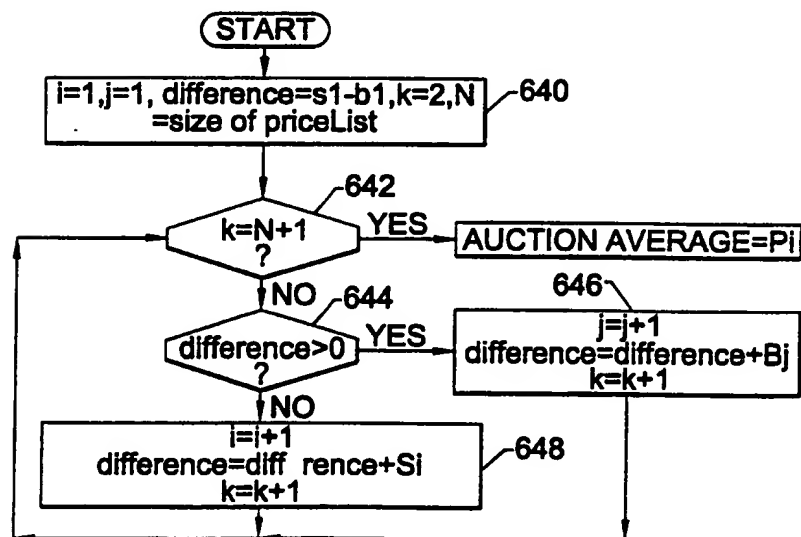 START
i=1,j=1, difference=s1-b1,k=2,N
=size of priceList
640
642
k=N+1
?
YES
AUCTION AVERAGE=Pi
NO
644
646
difference>0
?
YES
j=j+1
difference=difference+Bj
k=k+1
NO
i=i+1
difference=diff rence+Si
k=k+1
648